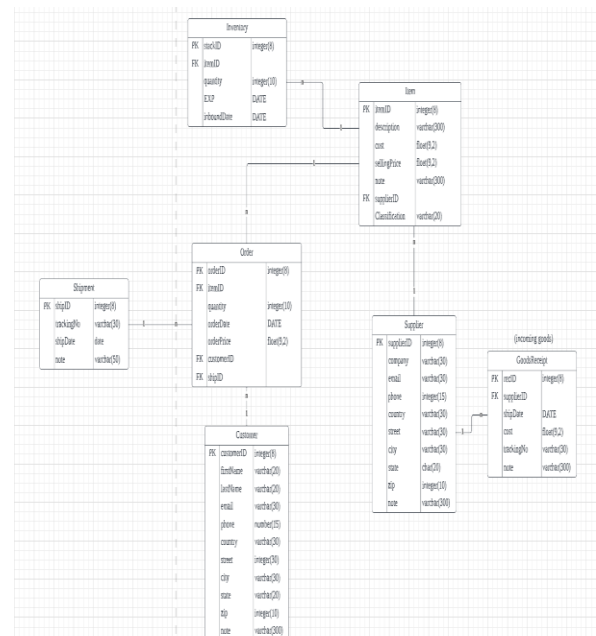 Inventory
PK stackID integer(8)
FK itemID
quantity integer(10)
EXP DATE
inboundDate DATE
Item
PK itemID integer(8)
description varchar(300)
cost float(9,2)
sellingPrice float(9,2)
note varchar(300)
FK supplierID
Classification varchar(20)
Order
PK orderID integer(8)
FK itemID
quantity integer(10)
orderDate DATE
orderPrice float(9,2)
FK customerID
FK shipID
Shipment
PK shipID integer(8)
trackingNo varchar(30)
shipDate date
note varchar(50)
Supplier
PK supplierID integer(8)
company varchar(30)
email varchar(30)
phone integer(15)
country varchar(30)
street varchar(30)
city varchar(30)
state char(20)
zip integer(10)
note varchar(300)
(incoming goods)
GoodsReceipt
PK recID integer(8)
FK supplierID
shipDate DATE
cost float(9,2)
trackingNo varchar(30)
note varchar(300)
Customer
PK customerID integer(8)
firstName varchar(20)
lastName varchar(20)
email varchar(30)
phone number(15)
country varchar(30)
street integer(30)
city varchar(30)
state varchar(20)
zip integer(10)
note varchar(300)